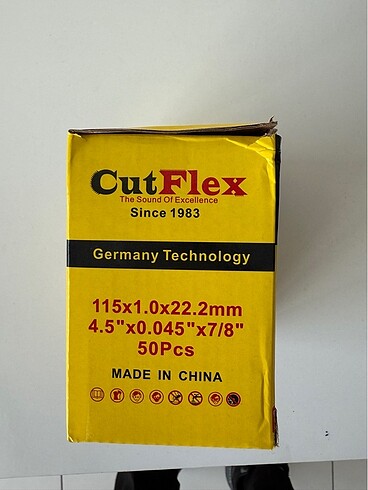 CutFlex
The Sound Of Excellence
Since 1983
Germany Technology
115x1.0x22.2mm
4.5"x0.045"x7/8"
50Pcs
MADE IN CHINA